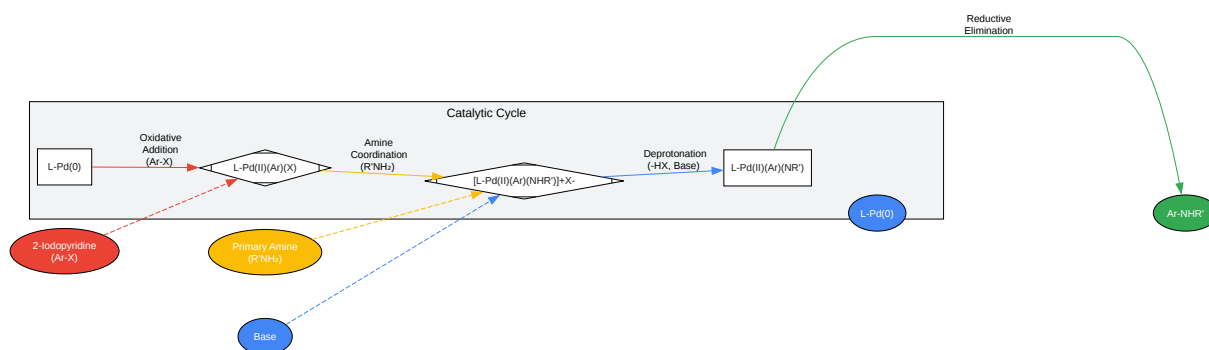 Reductive
Elimination
Catalytic Cycle
Oxidative
Addition
(Ar-X)
Amine
Coordination
(R'NH₂)
Deprotonation
(-HX, Base)
L-Pd(0)
L-Pd(II)(Ar)(X)
[L-Pd(II)(Ar)(NHR')]+X-
L-Pd(II)(Ar)(NR')
L-Pd(0)
Ar-NHR'
2-Iodopyridine
(Ar-X)
Primary Amine
(R'NH₂)
Base